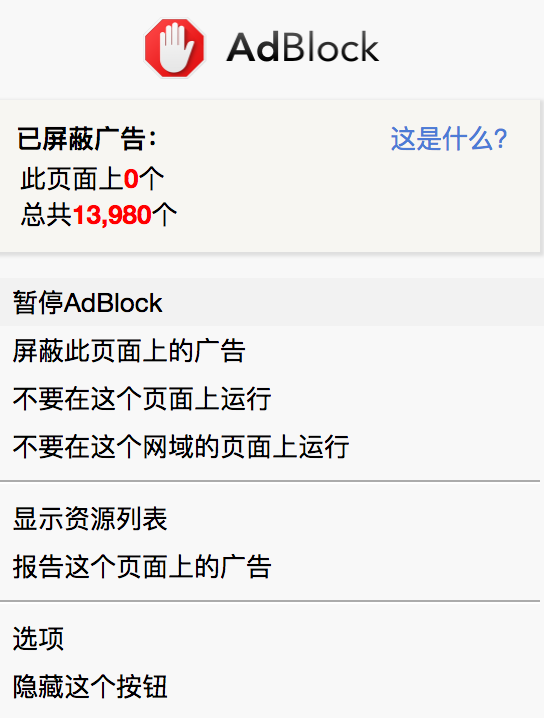 AdBlock
已屏蔽广告： 这是什么?
此页面上0个
总共13,980个
暂停AdBlock
屏蔽此页面上的广告
不要在这个页面上运行
不要在这个网域的页面上运行
显示资源列表
报告这个页面上的广告
选项
隐藏这个按钮